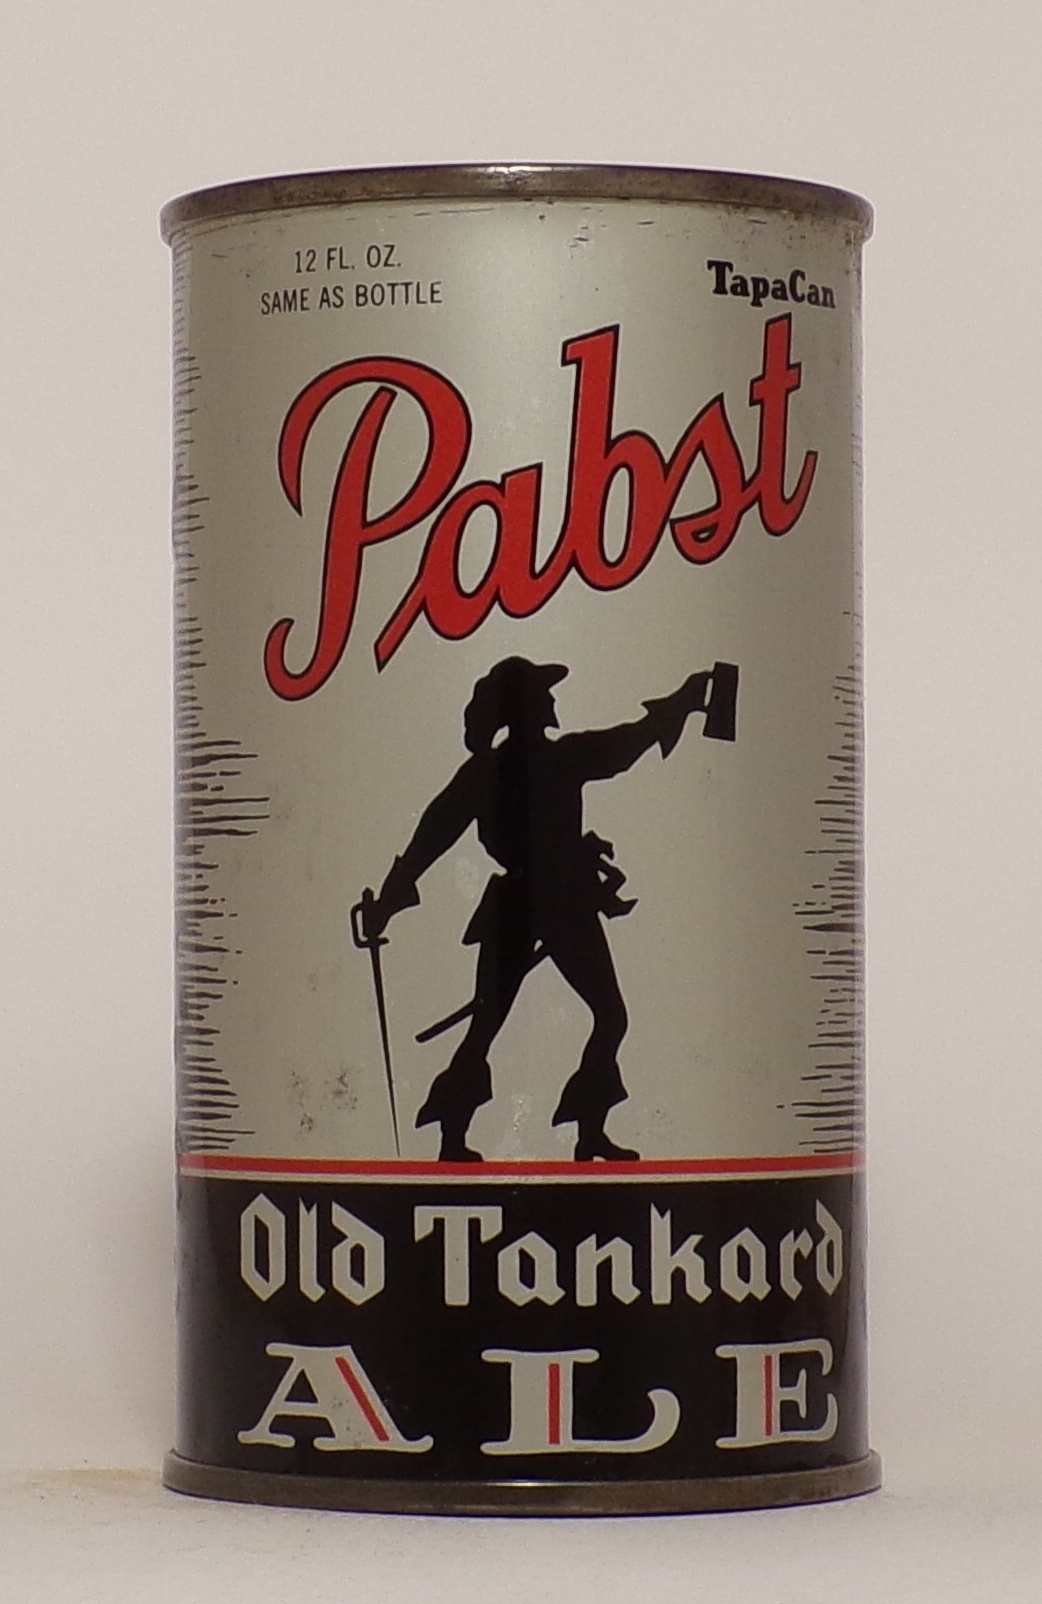 12 FL. OZ.
SAME AS BOTTLE
TapaCan
Pabst
Old Tankard
ALE